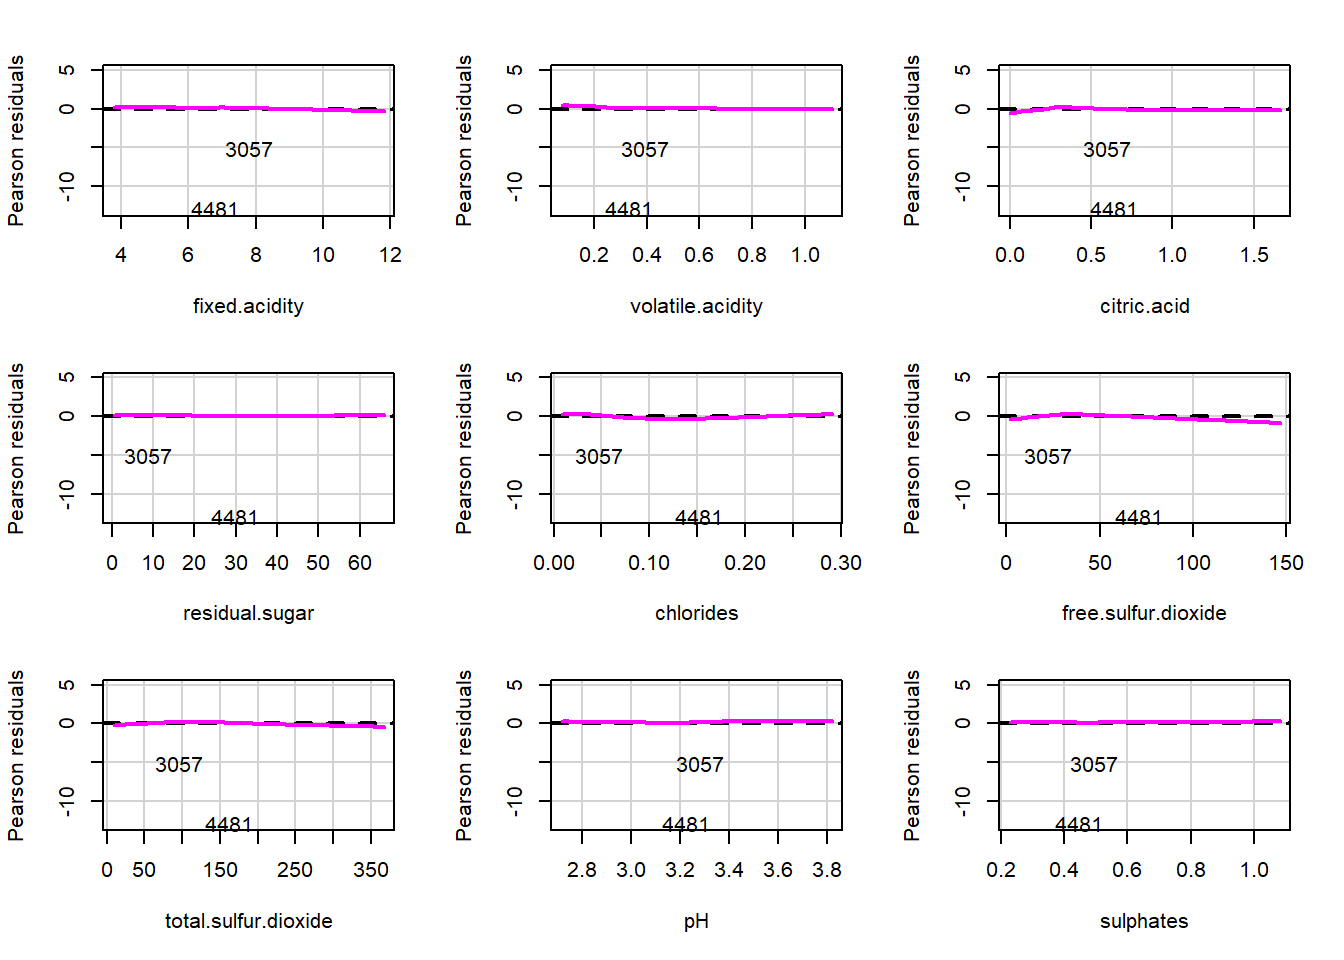 Pearson residuals
5
0
-10
3057
4481
4 6 8 10 12
fixed.acidity
Pearson residuals
5
0
-10
3057
4481
0.2 0.4 0.6 0.8 1.0
volatile.acidity
Pearson residuals
5
0
-10
3057
4481
0.0 0.5 1.0 1.5
citric.acid
Pearson residuals
5
0
-10
3057
4481
0 10 20 30 40 50 60
residual.sugar
Pearson residuals
5
0
-10
3057
4481
0.00 0.10 0.20 0.30
chlorides
Pearson residuals
5
0
-10
3057
4481
0 50 100 150
free.sulfur.dioxide
Pearson residuals
5
0
-10
3057
4481
0 50 150 250 350
total.sulfur.dioxide
Pearson residuals
5
0
-10
3057
4481
2.8 3.0 3.2 3.4 3.6 3.8
pH
Pearson residuals
5
0
-10
3057
4481
0.2 0.4 0.6 0.8 1.0
sulphates